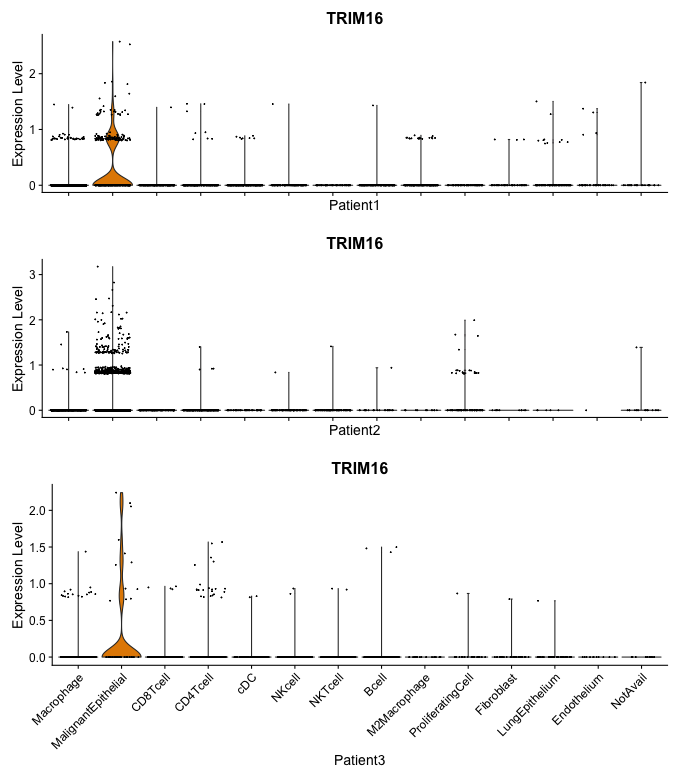 TRIM16
Expression Level
2
1
0
Patient1
TRIM16
Expression Level
3
2
1
0
Patient2
TRIM16
Expression Level
2.0
1.5
1.0
0.5
0.0
Macrophage
MalignantEpithelial
CD8Tcell
CD4Tcell
cDC
NKcell
NKTcell
Bcell
M2Macrophage
ProliferatingCell
Fibroblast
LungEpithelium
Endothelium
NotAvail
Patient3